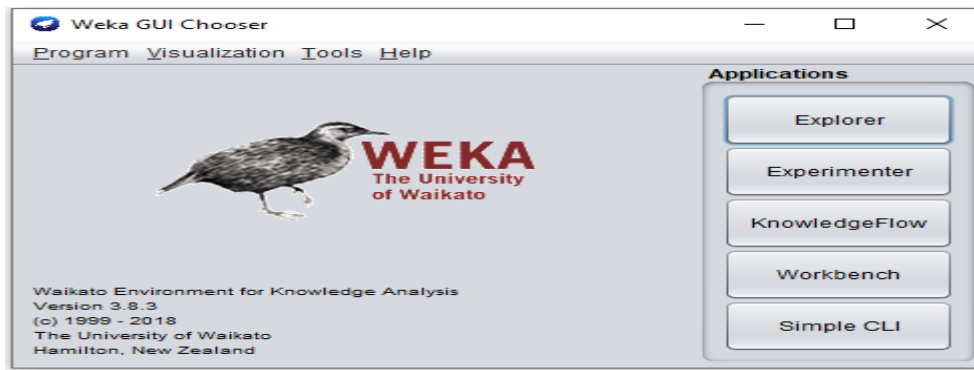 Weka GUI Chooser
Program Visualization Tools Help
Applications
Explorer
Experimenter
KnowledgeFlow
Workbench
Simple CLI
WEKA
The University
of Waikato
Waikato Environment for Knowledge Analysis
Version 3.8.3
(c) 1999 - 2018
The University of Waikato
Hamilton, New Zealand